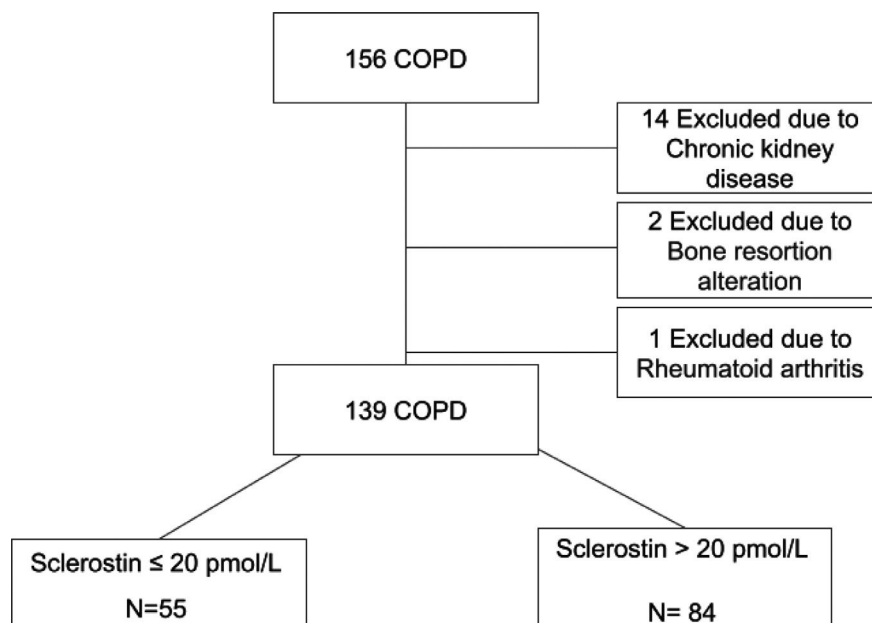 156 COPD
14 Excluded due to
Chronic kidney
disease
2 Excluded due to
Bone resortion
alteration
1 Excluded due to
Rheumatoid arthritis
139 COPD
Sclerostin ≤ 20 pmol/L
N=55
Sclerostin > 20 pmol/L
N= 84